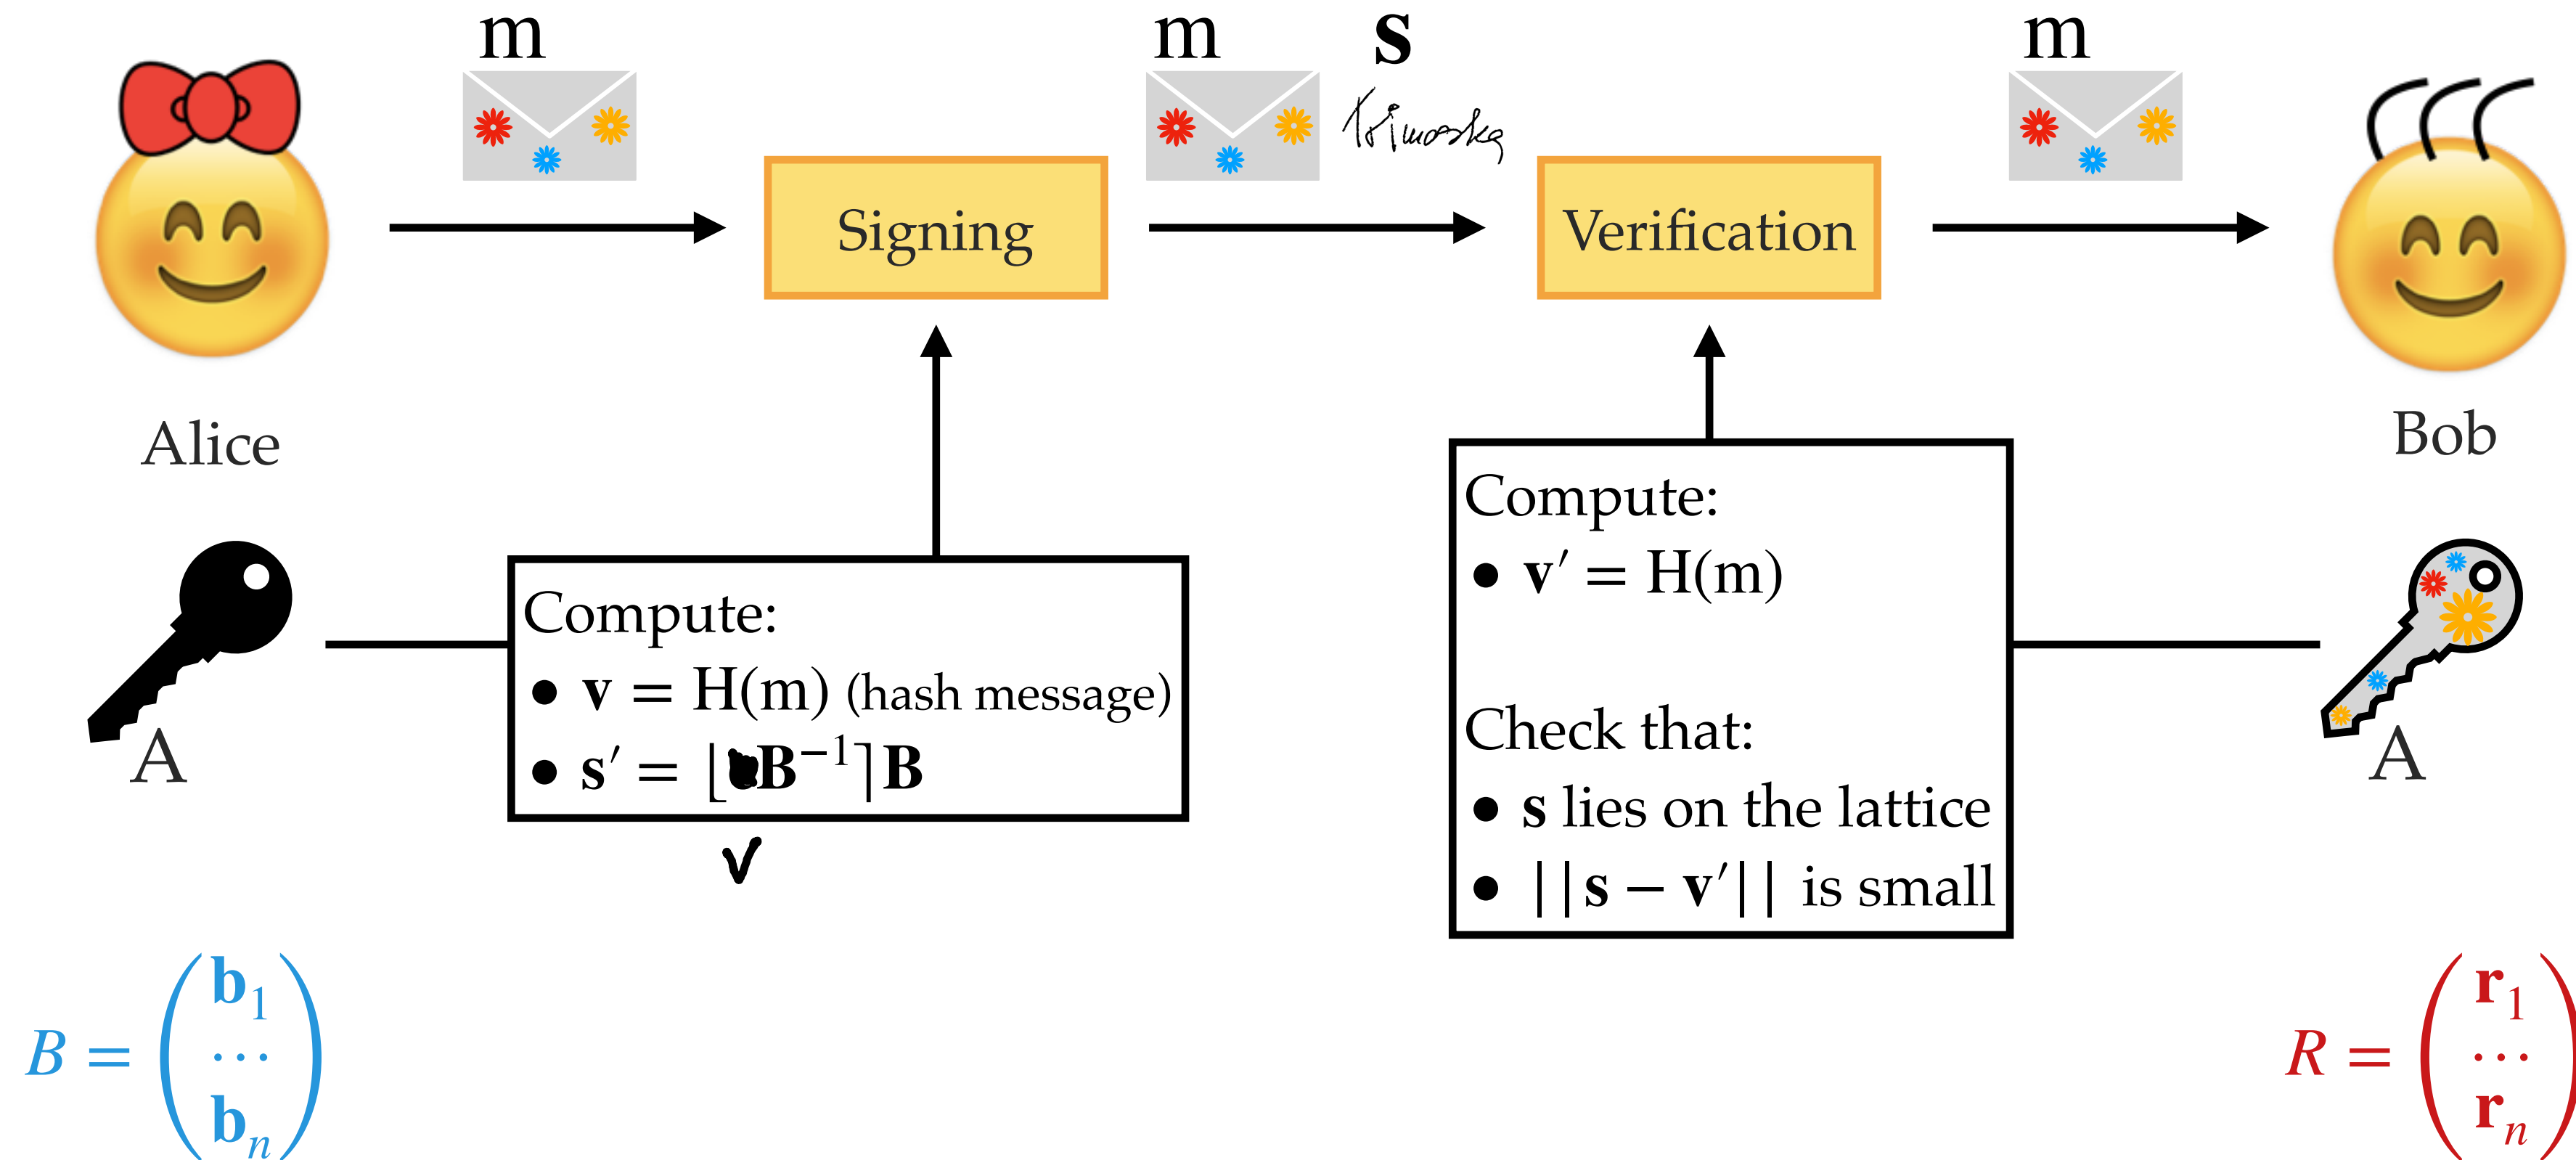 m
m s
m
Krimoska
Signing
Verification
Alice
Bob
Compute:
• v = H(m) (hash message)
• s′ = ⌊B⁻¹⌉B
v
Compute:
• v′ = H(m)
Check that:
• s lies on the lattice
• ||s − v′|| is small
A
A
B = (b₁
⋯
bₙ)
R = (r₁
⋯
rₙ)